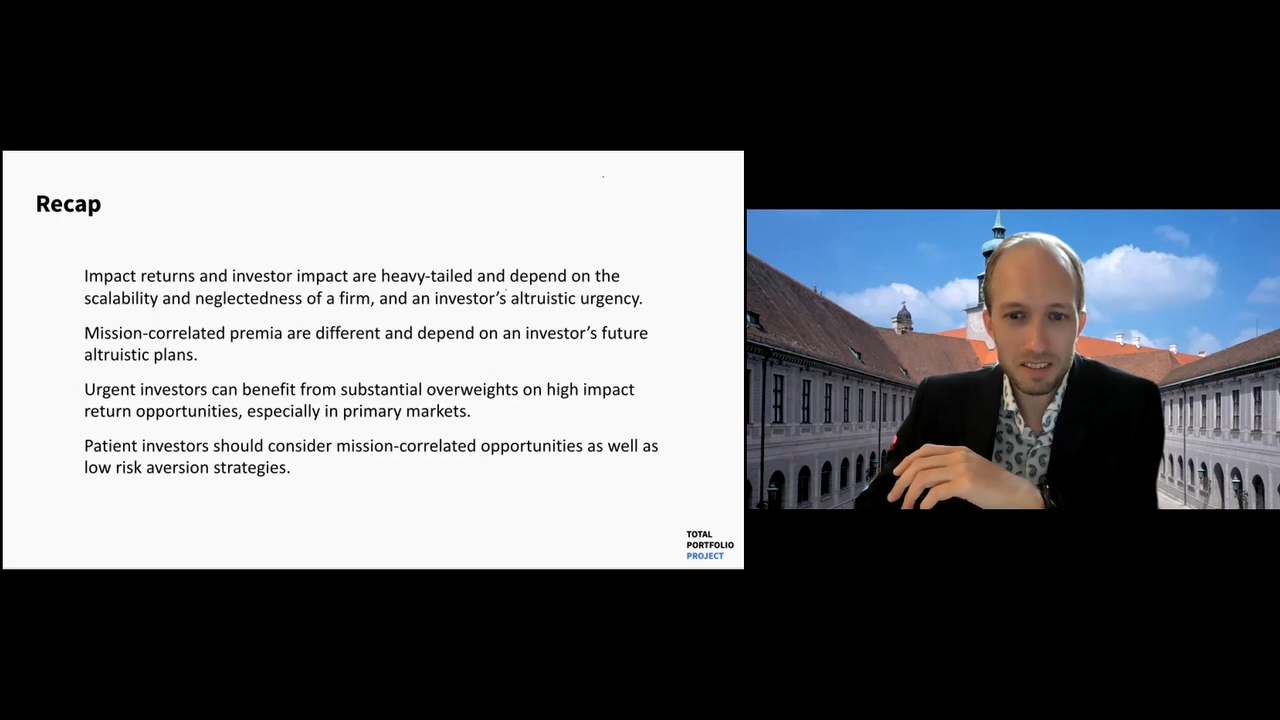 Recap
Impact returns and investor impact are heavy-tailed and depend on the
scalability and neglectedness of a firm, and an investor’s altruistic urgency.
Mission-correlated premia are different and depend on an investor’s future
altruistic plans.
Urgent investors can benefit from substantial overweights on high impact
return opportunities, especially in primary markets.
Patient investors should consider mission-correlated opportunities as well as
low risk aversion strategies.
TOTAL
PORTFOLIO
PROJECT